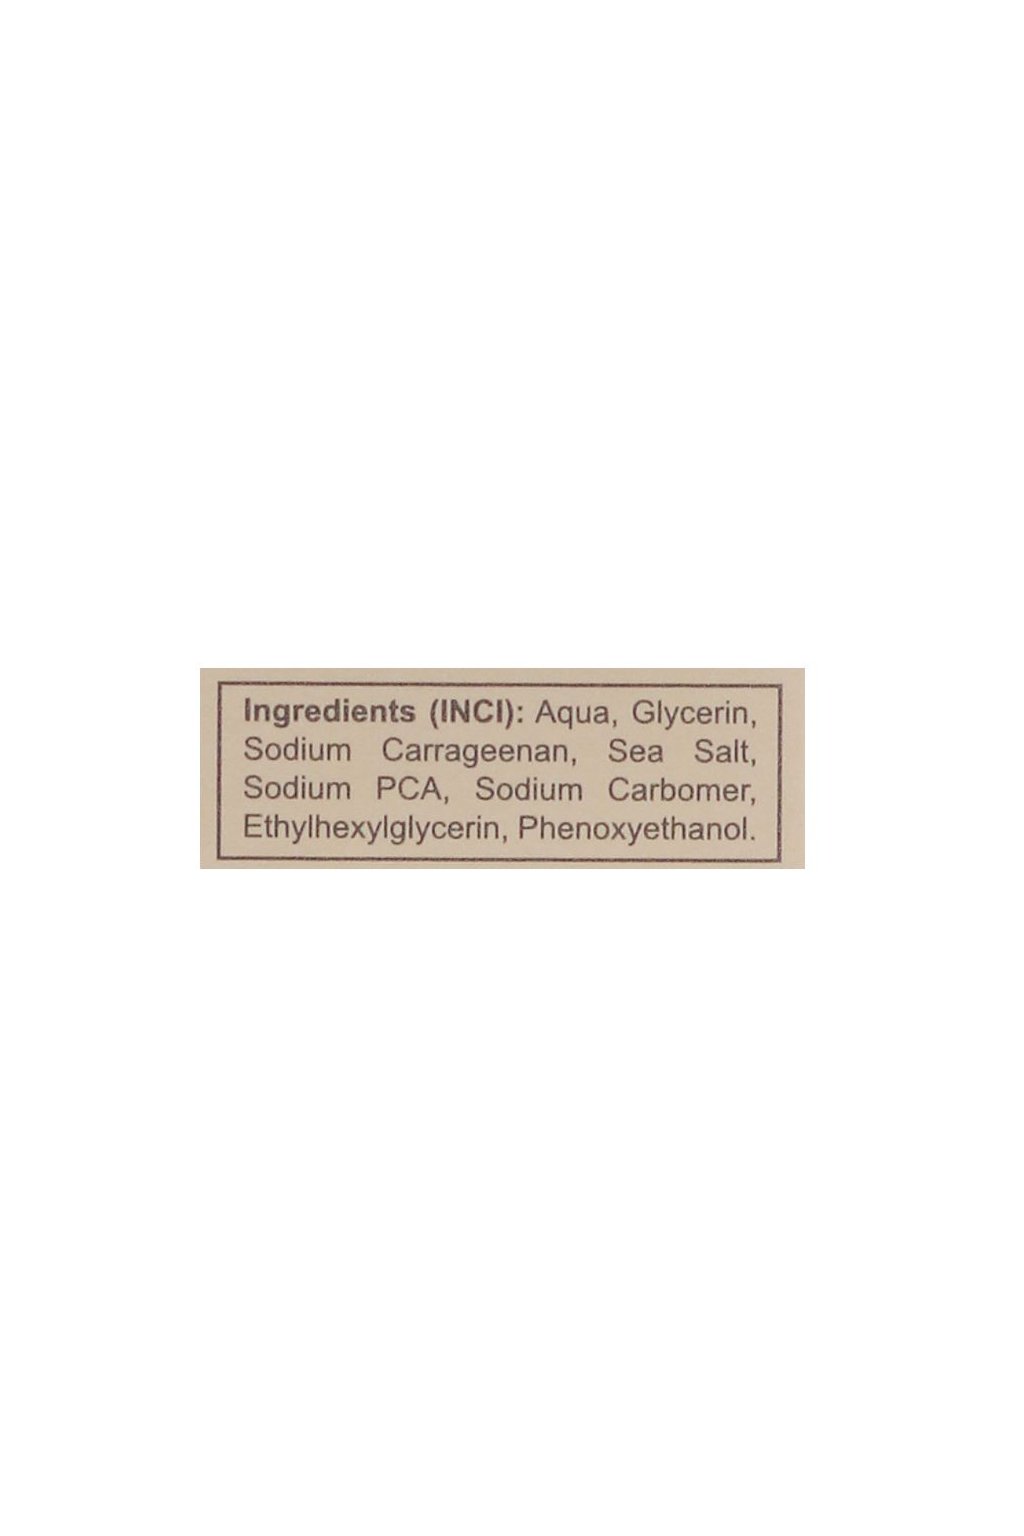 Ingredients (INCI): Aqua, Glycerin,
Sodium Carrageenan, Sea Salt,
Sodium PCA, Sodium Carbomer,
Ethylhexylglycerin, Phenoxyethanol.